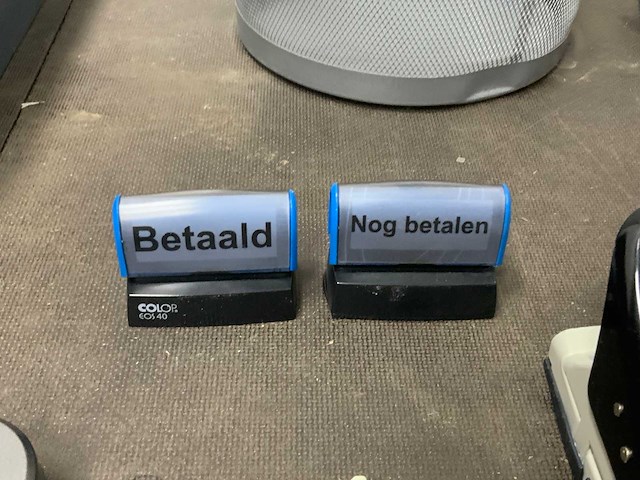 Betaald
COLOP
EOS 40
Nog betalen